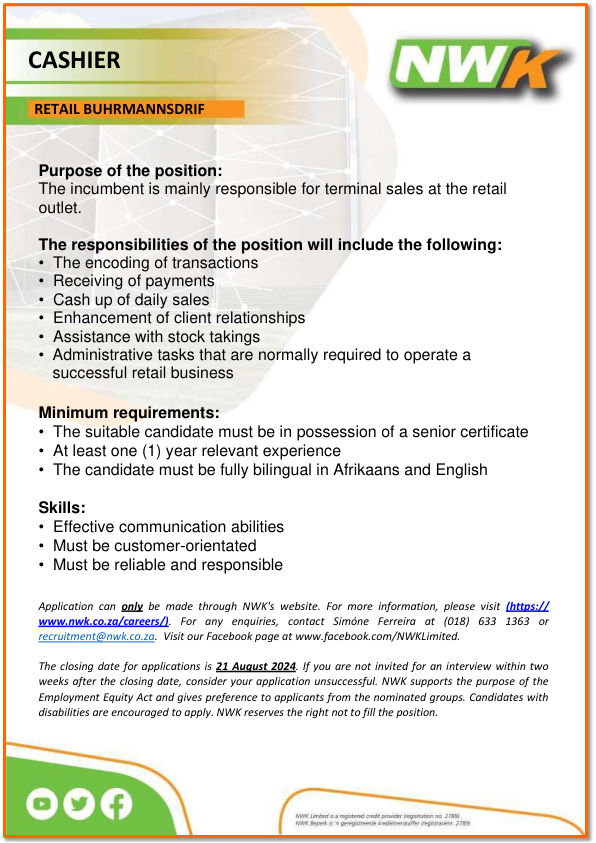 CASHIER
NWK
RETAIL BUHRMANNSDRIF
Purpose of the position:
The incumbent is mainly responsible for terminal sales at the retail
outlet.
The responsibilities of the position will include the following:
• The encoding of transactions
• Receiving of payments
• Cash up of daily sales
• Enhancement of client relationships
• Assistance with stock takings
• Administrative tasks that are normally required to operate a
successful retail business
Minimum requirements:
• The suitable candidate must be in possession of a senior certificate
• At least one (1) year relevant experience
• The candidate must be fully bilingual in Afrikaans and English
Skills:
• Effective communication abilities
• Must be customer-orientated
• Must be reliable and responsible
Application can only be made through NWK's website. For more information, please visit (https://
www.nwk.co.za/careers/). For any enquiries, contact Simóne Ferreira at (018) 633 1363 or
recruitment@nwk.co.za. Visit our Facebook page at www.facebook.com/NWKLimited.
The closing date for applications is 21 August 2024. If you are not invited for an interview within two
weeks after the closing date, consider your application unsuccessful. NWK supports the purpose of the
Employment Equity Act and gives preference to applicants from the nominated groups. Candidates with
disabilities are encouraged to apply. NWK reserves the right not to fill the position.
NWK Limited is a registered credit provider (registration no. 2789)
NWK Beperk is 'n geregistreerde kredietverskaffer (registrasienr. 2789)